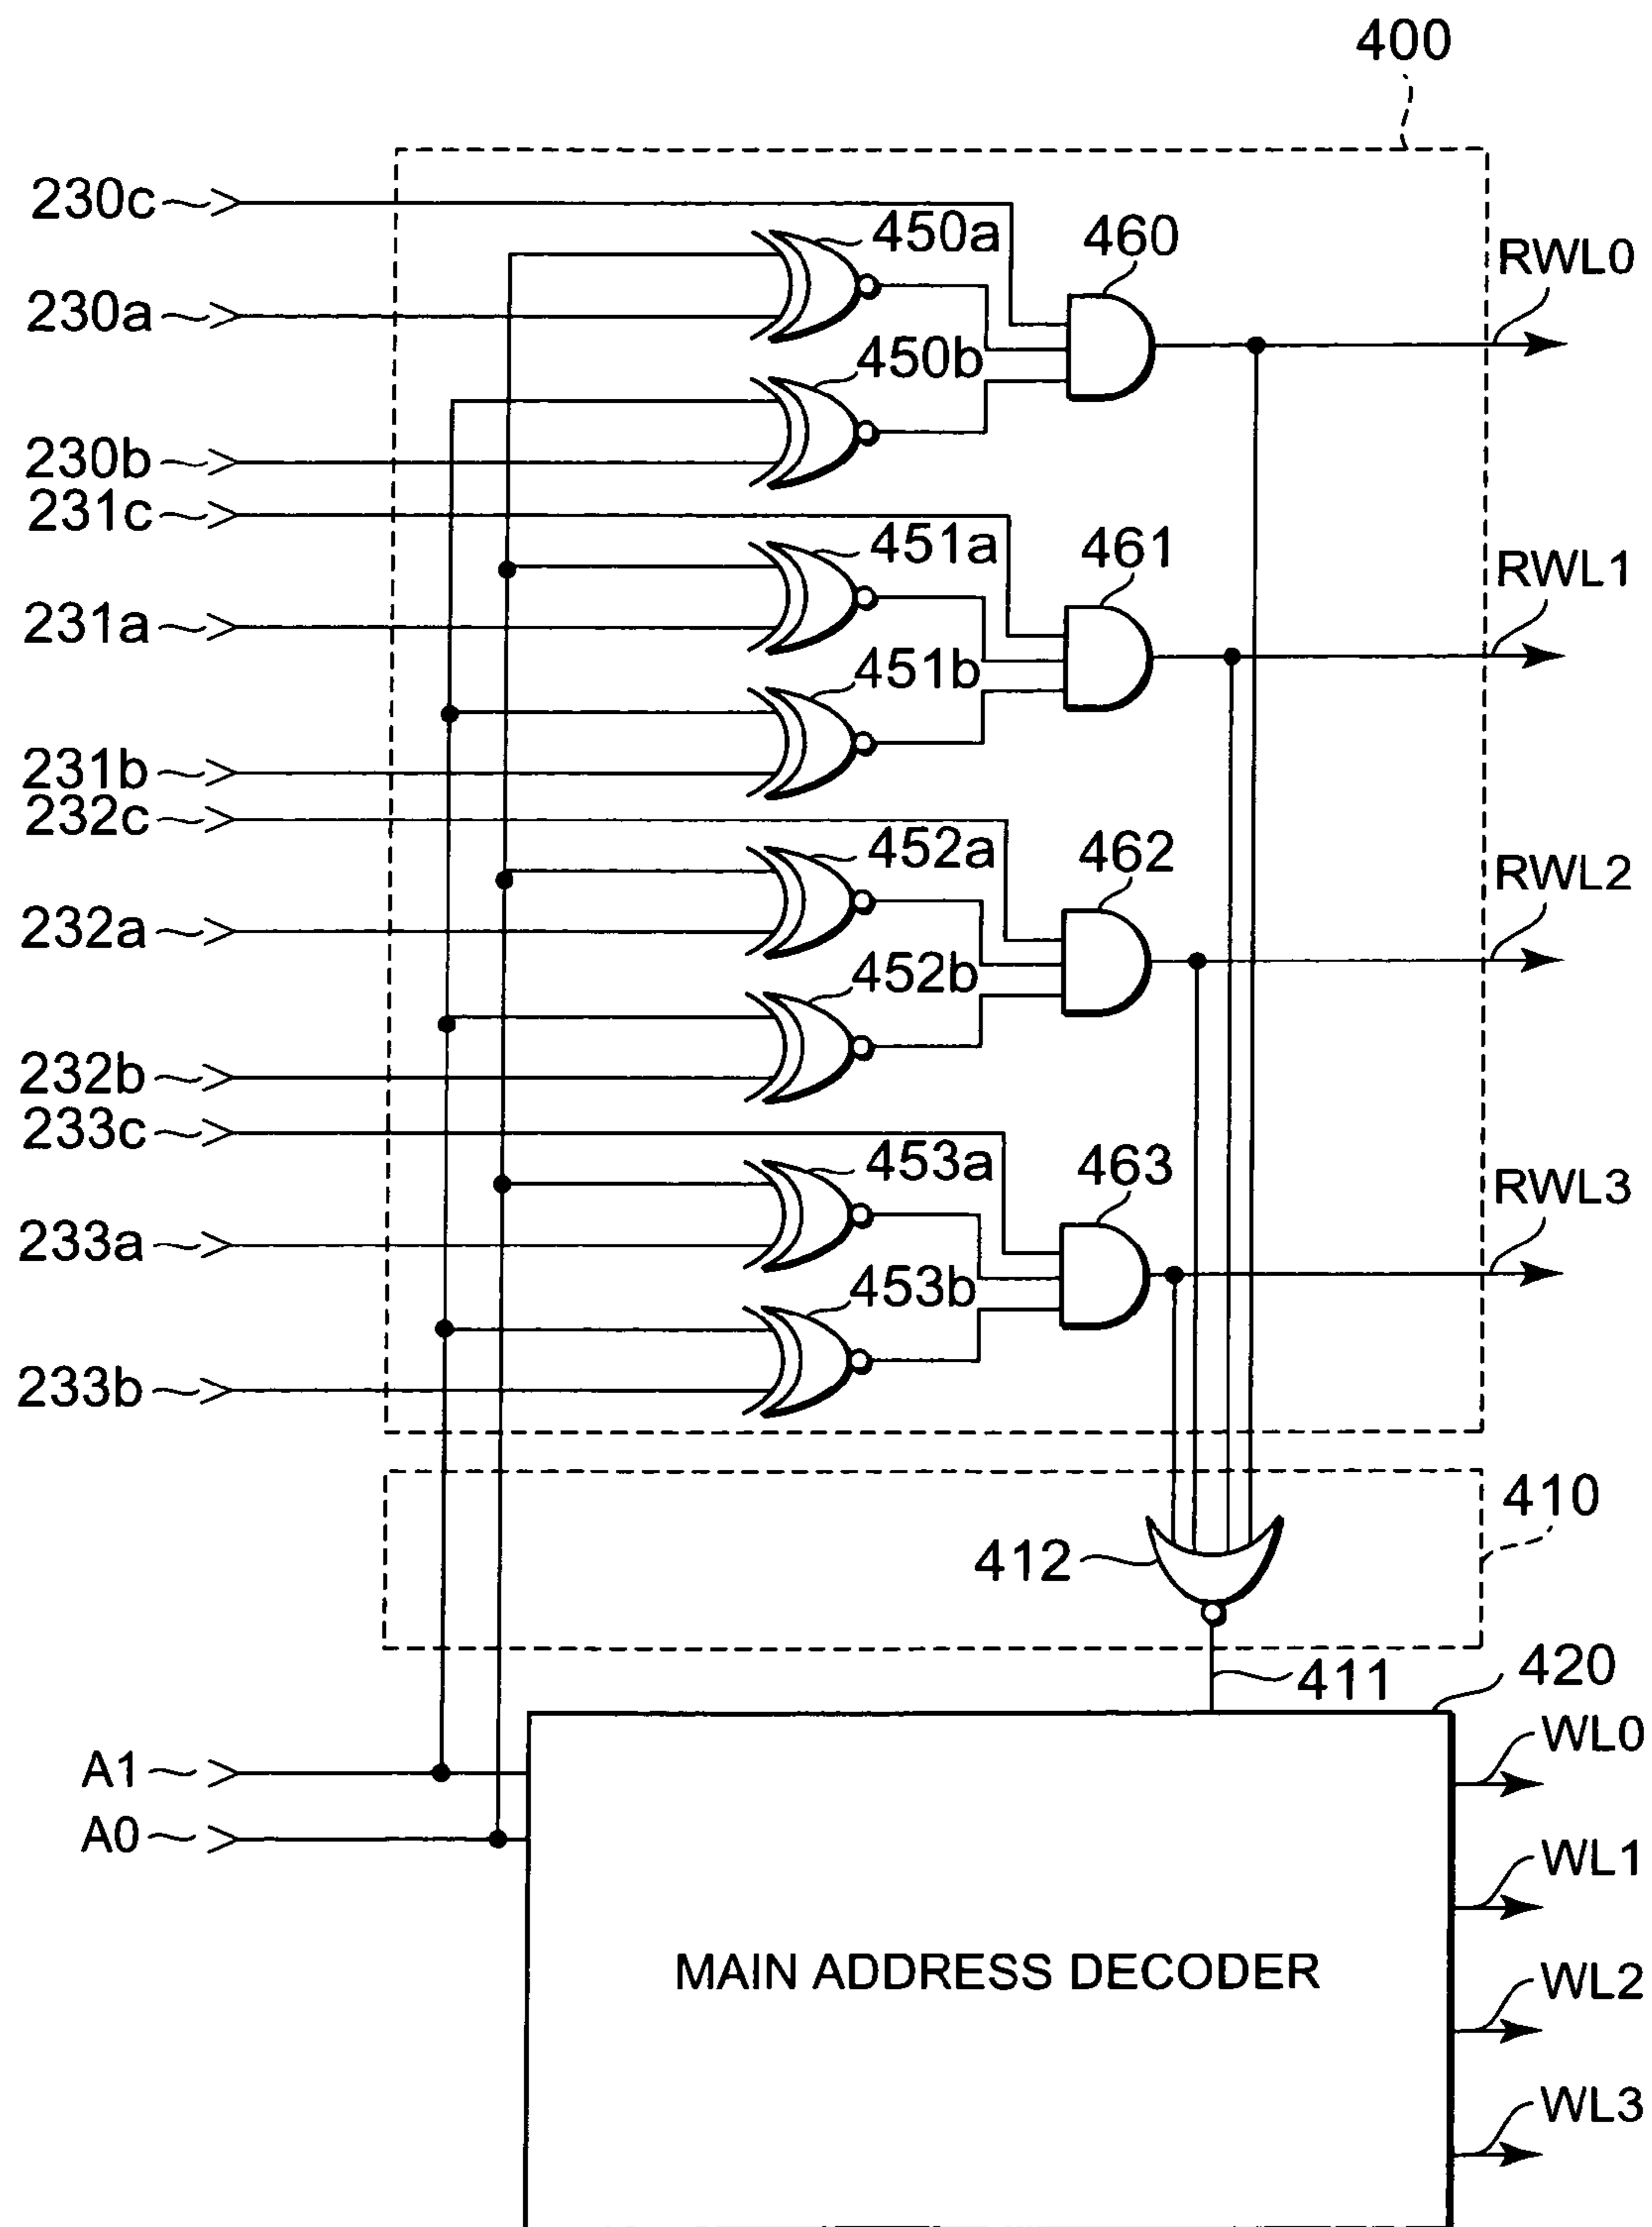 400
230c
450a
460
RWL0
230a
450b
230b
231c
451a
461
RWL1
231a
451b
231b
232c
452a
462
RWL2
232a
452b
232b
233c
453a
463
RWL3
233a
453b
233b
410
412
411
420
WL0
A1
A0
WL1
MAIN ADDRESS DECODER
WL2
WL3